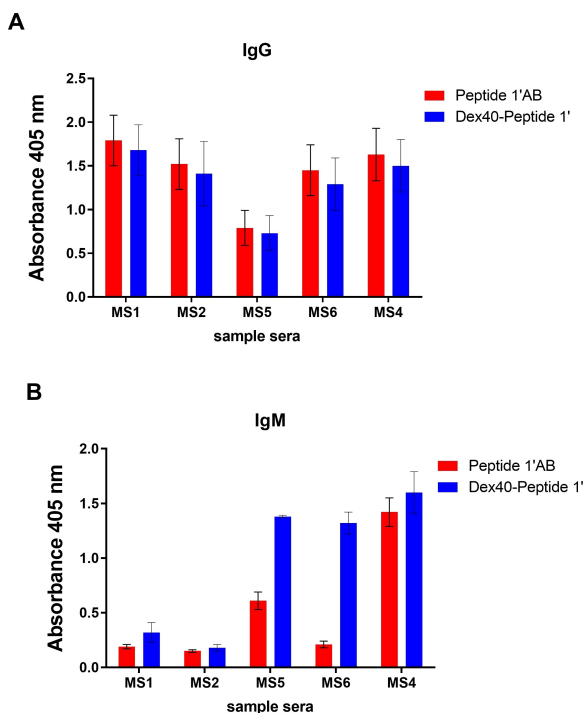 A
IgG
2.5
2.0
1.5
1.0
0.5
0.0
Absorbance 405 nm
MS1 MS2 MS5 MS6 MS4
sample sera
Peptide 1'AB
Dex40-Peptide 1'
B
IgM
2.0
1.5
1.0
0.5
0.0
Absorbance 405 nm
MS1 MS2 MS5 MS6 MS4
sample sera
Peptide 1'AB
Dex40-Peptide 1'